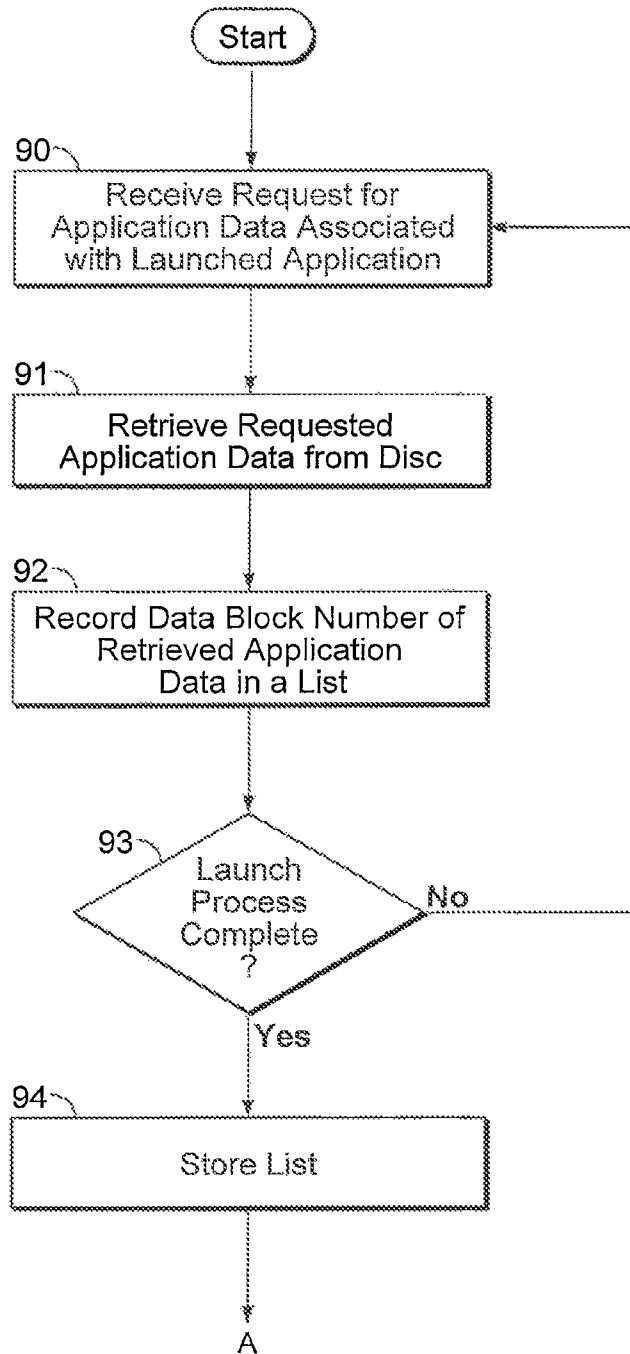 Start
90
Receive Request for
Application Data Associated
with Launched Application
91
Retrieve Requested
Application Data from Disc
92
Record Data Block Number of
Retrieved Application
Data in a List
93
Launch
Process
Complete
?
No
Yes
94
Store List
A